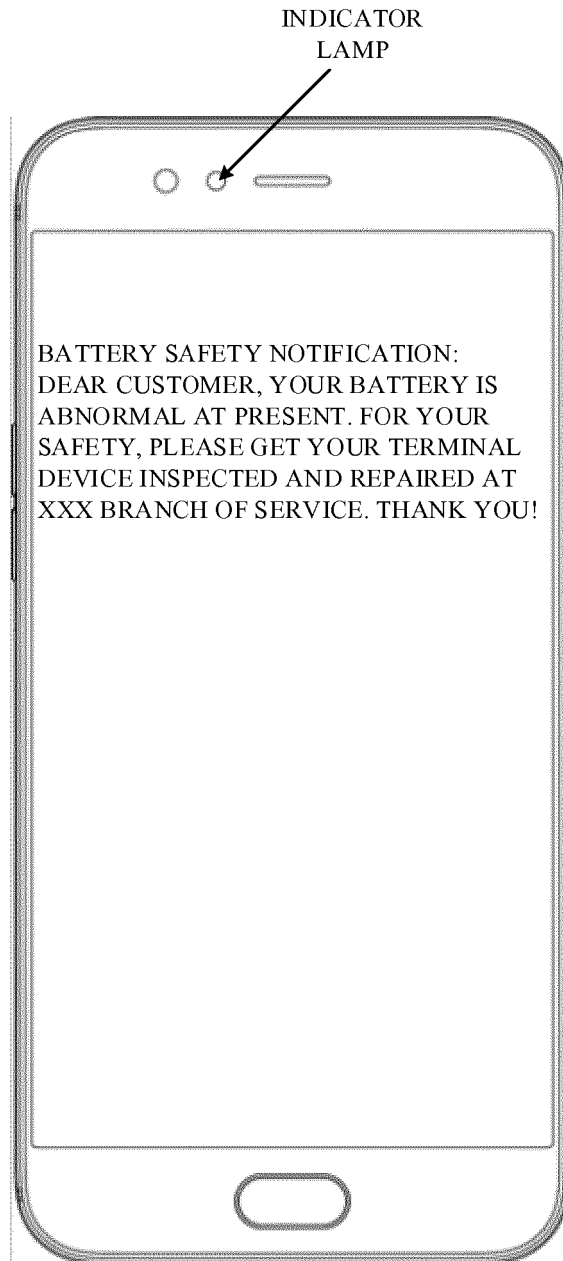 INDICATOR
LAMP
BATTERY SAFETY NOTIFICATION:
DEAR CUSTOMER, YOUR BATTERY IS
ABNORMAL AT PRESENT. FOR YOUR
SAFETY, PLEASE GET YOUR TERMINAL
DEVICE INSPECTED AND REPAIRED AT
XXX BRANCH OF SERVICE. THANK YOU!